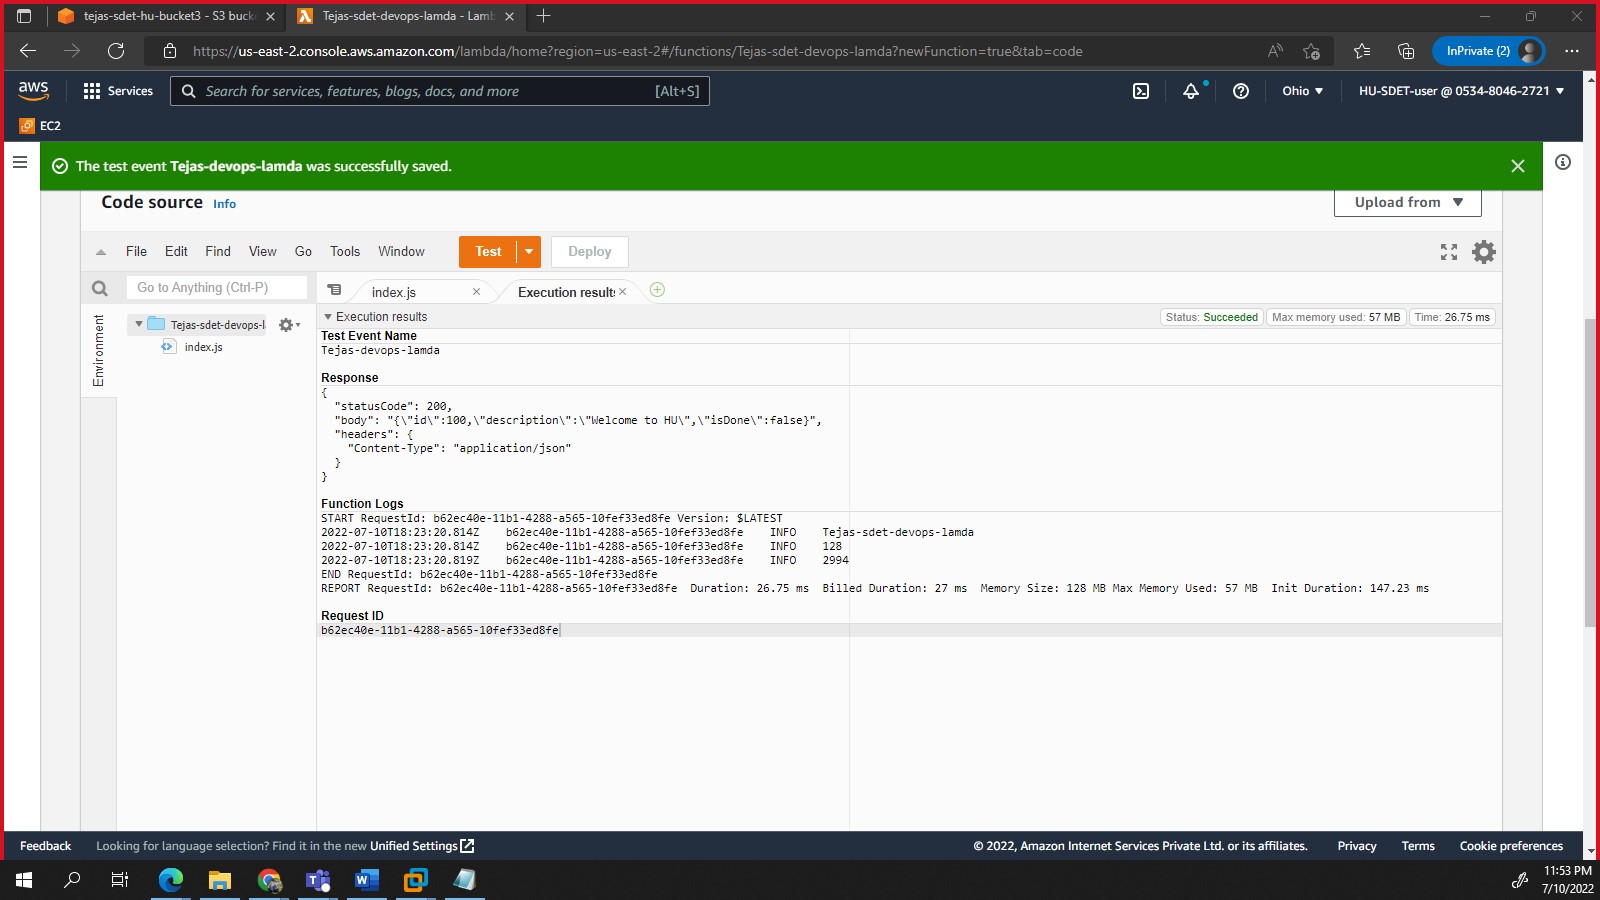 tejas-sdet-hu-bucket3 - S3 buck
Tejas-sdet-devops-lamda - Lamb
https://us-east-2.console.aws.amazon.com/lambda/home?region=us-east-2#/functions/Tejas-sdet-devops-lamda?newFunction=true&tab=code
InPrivate (2)
aws
Services
Search for services, features, blogs, docs, and more
[Alt+S]
Ohio
HU-SDET-user @ 0534-8046-2721
EC2
The test event Tejas-devops-lamda was successfully saved.
Code source Info
Upload from
File Edit Find View Go Tools Window
Test
Deploy
Go to Anything (Ctrl-P)
index.js
Execution result
Environment
Tejas-sdet-devops-l
index.js
Execution results
Status: Succeeded
Max memory used: 57 MB
Time: 26.75 ms
Test Event Name
Tejas-devops-lamda
Response
{
"statusCode": 200,
"body": "{\"id\":100,\"description\":\"Welcome to HU\",\"isDone\":false}",
"headers": {
"Content-Type": "application/json"
}
}
Function Logs
START RequestId: b62ec40e-11b1-4288-a565-10fef33ed8fe Version: $LATEST
2022-07-10T18:23:20.814Z b62ec40e-11b1-4288-a565-10fef33ed8fe INFO Tejas-sdet-devops-lamda
2022-07-10T18:23:20.814Z b62ec40e-11b1-4288-a565-10fef33ed8fe INFO 128
2022-07-10T18:23:20.819Z b62ec40e-11b1-4288-a565-10fef33ed8fe INFO 2994
END RequestId: b62ec40e-11b1-4288-a565-10fef33ed8fe
REPORT RequestId: b62ec40e-11b1-4288-a565-10fef33ed8fe Duration: 26.75 ms Billed Duration: 27 ms Memory Size: 128 MB Max Memory Used: 57 MB Init Duration: 147.23 ms
Request ID
b62ec40e-11b1-4288-a565-10fef33ed8fe
Feedback
Looking for language selection? Find it in the new Unified Settings
© 2022, Amazon Internet Services Private Ltd. or its affiliates.
Privacy
Terms
Cookie preferences
11:53 PM
7/10/2022